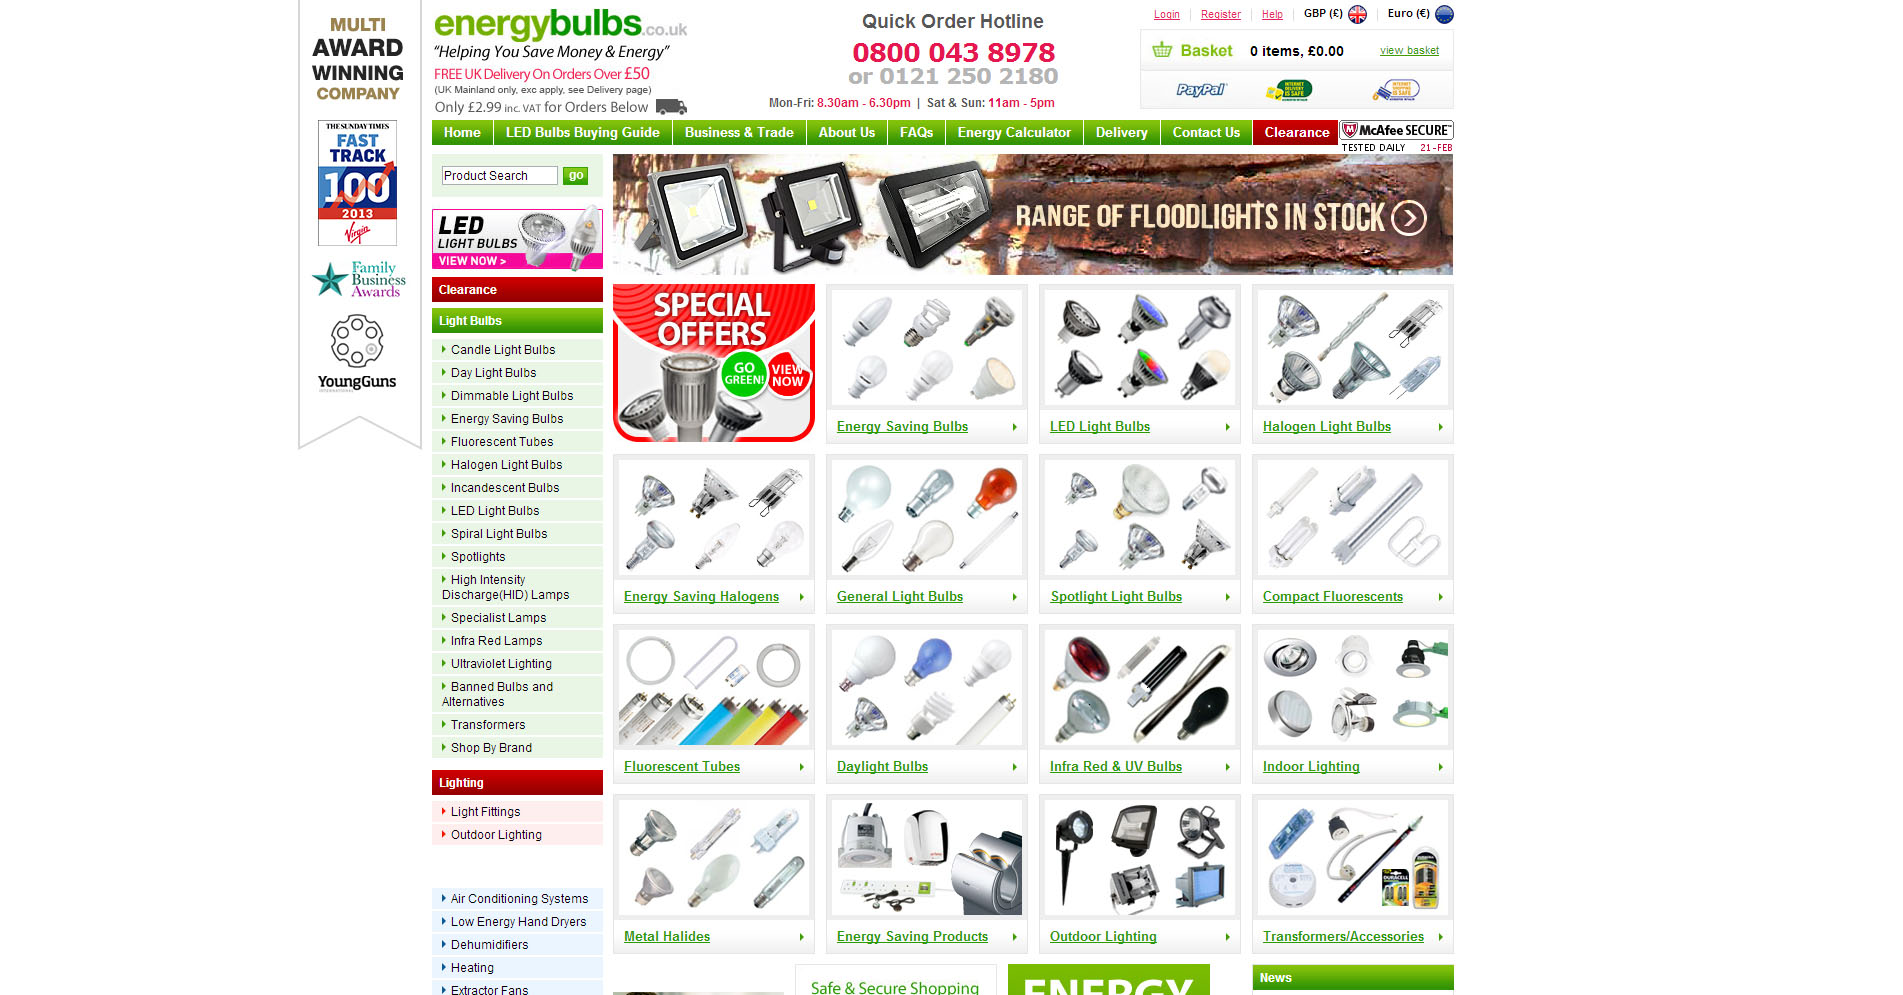 MULTI
AWARD
WINNING
COMPANY
THE SUNDAY TIMES
FAST
TRACK
100
2013
Virgin
Family
Business
Awards
YoungGuns
energybulbs.co.uk
"Helping You Save Money & Energy"
FREE UK Delivery On Orders Over £50
(UK Mainland only, exc apply, see Delivery page)
Only £2.99 inc. VAT for Orders Below
Quick Order Hotline
0800 043 8978
or 0121 250 2180
Mon-Fri: 8.30am - 6.30pm | Sat & Sun: 11am - 5pm
Login Register Help GBP (£) Euro (€)
Basket 0 items, £0.00 view basket
PayPal INTERNET DELIVERY IS SAFE INTERNET SHOPPING IS SAFE
Home LED Bulbs Buying Guide Business & Trade About Us FAQs Energy Calculator Delivery Contact Us Clearance
McAfee SECURE
TESTED DAILY 21-FEB
Product Search go
LED
LIGHT BULBS
VIEW NOW >
Clearance
Light Bulbs
Candle Light Bulbs
Day Light Bulbs
Dimmable Light Bulbs
Energy Saving Bulbs
Fluorescent Tubes
Halogen Light Bulbs
Incandescent Bulbs
LED Light Bulbs
Spiral Light Bulbs
Spotlights
High Intensity
Discharge(HID) Lamps
Specialist Lamps
Infra Red Lamps
Ultraviolet Lighting
Banned Bulbs and
Alternatives
Transformers
Shop By Brand
Lighting
Light Fittings
Outdoor Lighting
Air Conditioning Systems
Low Energy Hand Dryers
Dehumidifiers
Heating
Extractor Fans
RANGE OF FLOODLIGHTS IN STOCK
SPECIAL
OFFERS
GO
GREEN!
VIEW
NOW
Energy Saving Bulbs
LED Light Bulbs
Halogen Light Bulbs
Energy Saving Halogens
General Light Bulbs
Spotlight Light Bulbs
Compact Fluorescents
Fluorescent Tubes
Daylight Bulbs
Infra Red & UV Bulbs
Indoor Lighting
Metal Halides
Energy Saving Products
Outdoor Lighting
DURACELL
Transformers/Accessories
Safe & Secure Shopping
ENERGY
News